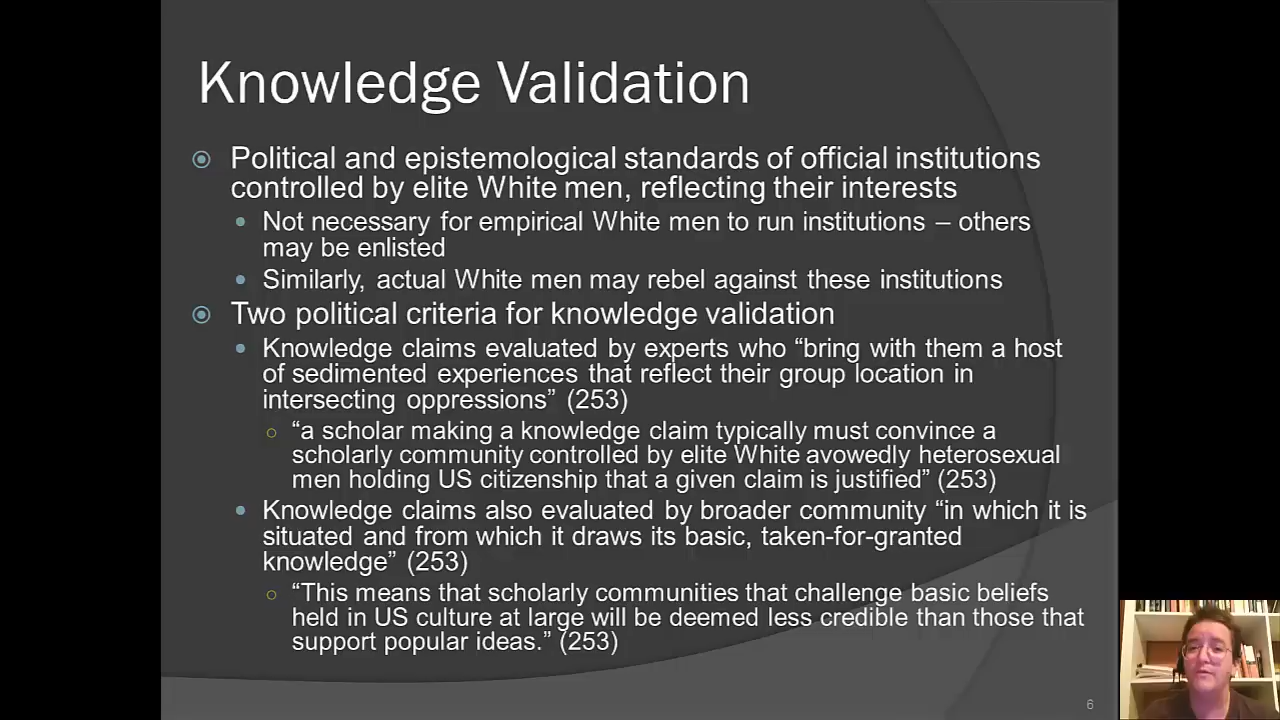 Knowledge Validation
Political and epistemological standards of official institutions
controlled by elite White men, reflecting their interests
Not necessary for empirical White men to run institutions – others
may be enlisted
Similarly, actual White men may rebel against these institutions
Two political criteria for knowledge validation
Knowledge claims evaluated by experts who “bring with them a host
of sedimented experiences that reflect their group location in
intersecting oppressions” (253)
“a scholar making a knowledge claim typically must convince a
scholarly community controlled by elite White avowedly heterosexual
men holding US citizenship that a given claim is justified” (253)
Knowledge claims also evaluated by broader community “in which it is
situated and from which it draws its basic, taken-for-granted
knowledge” (253)
“This means that scholarly communities that challenge basic beliefs
held in US culture at large will be deemed less credible than those that
support popular ideas.” (253)
6